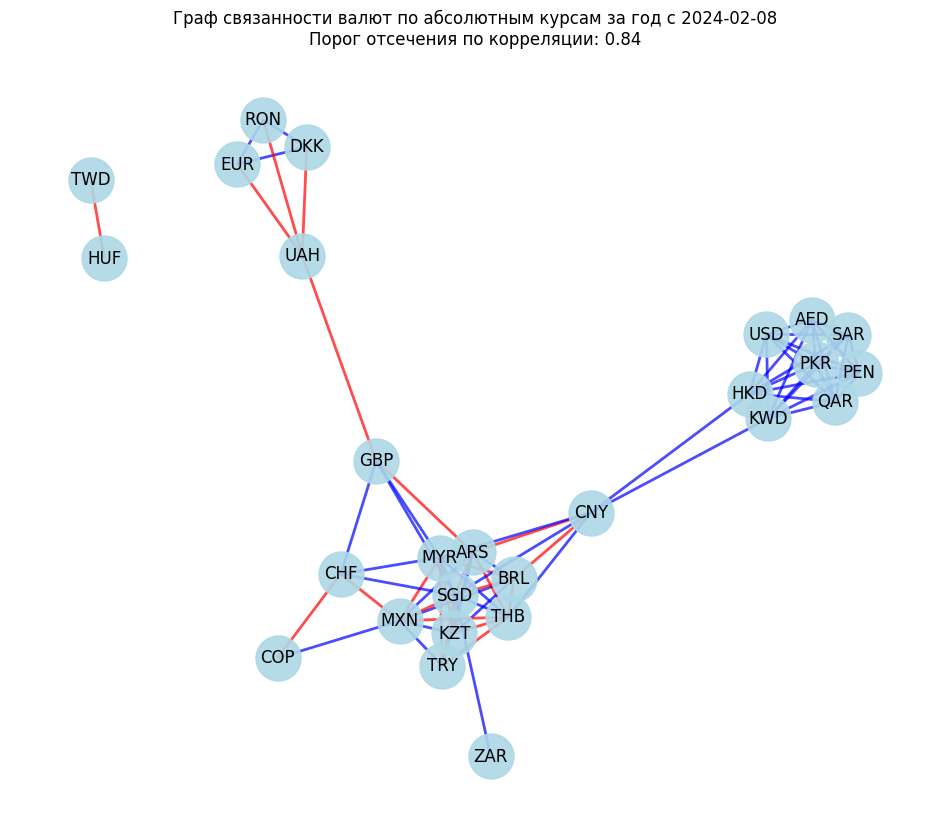 Граф связанности валют по абсолютным курсам за год с 2024-02-08
Порог отсечения по корреляции: 0.84
RON
DKK
EUR
TWD
UAH
HUF
AED
USD
SAR
PKR
PEN
HKD
QAR
KWD
GBP
CNY
ARS
MYR
CHF
BRL
SGD
THB
MXN
KZT
COP
TRY
ZAR